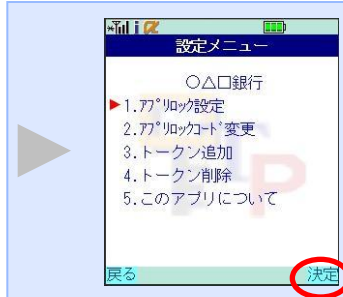 設定メニュー
○△□銀行
1.ｱﾌﾟﾘﾛｯｸ設定
2.ｱﾌﾟﾘﾛｯｸｺｰﾄﾞ変更
3.トークン追加
4.トークン削除
5.このアプリについて
戻る 決定